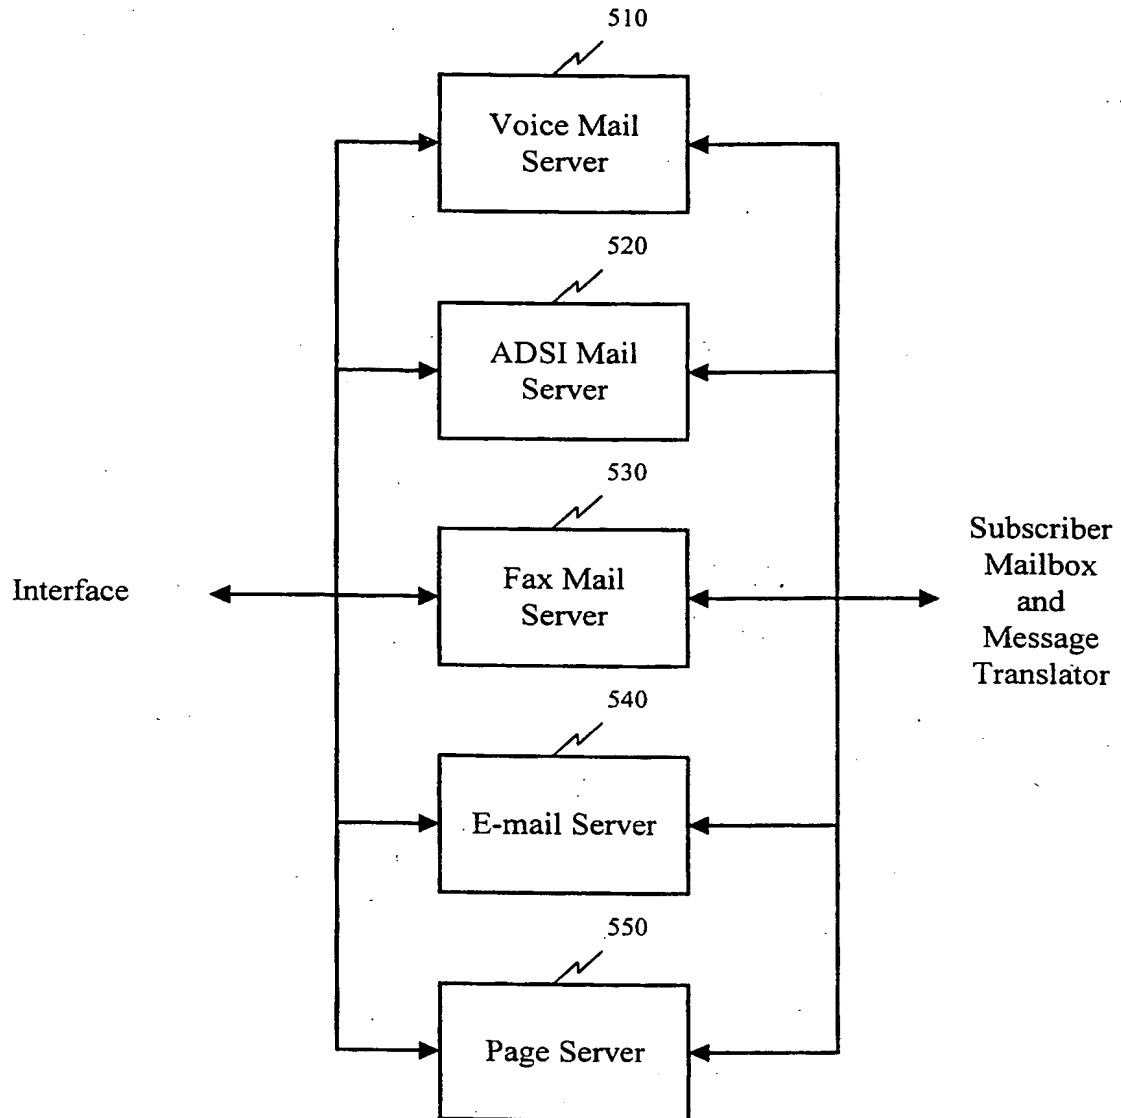 510
Voice Mail
Server
520
ADSI Mail
Server
530
Interface
Fax Mail
Server
Subscriber
Mailbox
and
Message
Translator
540
E-mail Server
550
Page Server